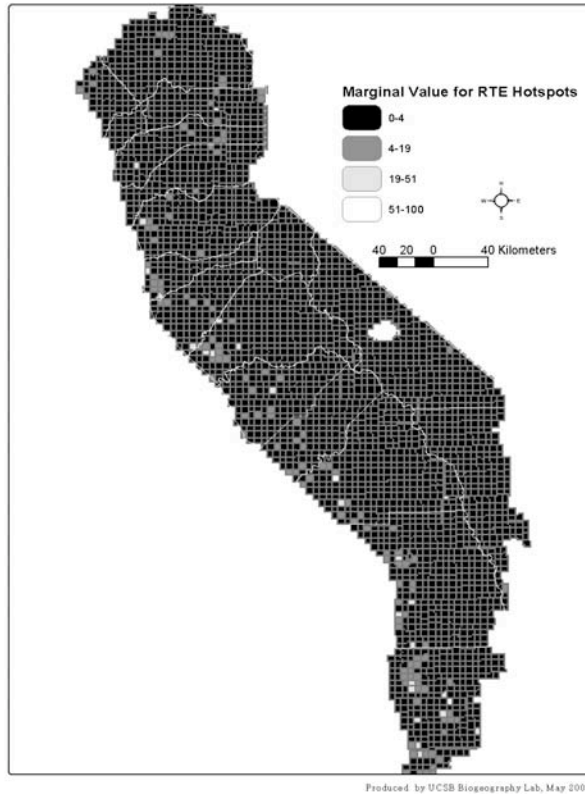 Marginal Value for RTE Hotspots
0-4
4-19
19-51
51-100
N
W E
S
40 20 0 40 Kilometers
Produced by UCSB Biogeography Lab, May 200